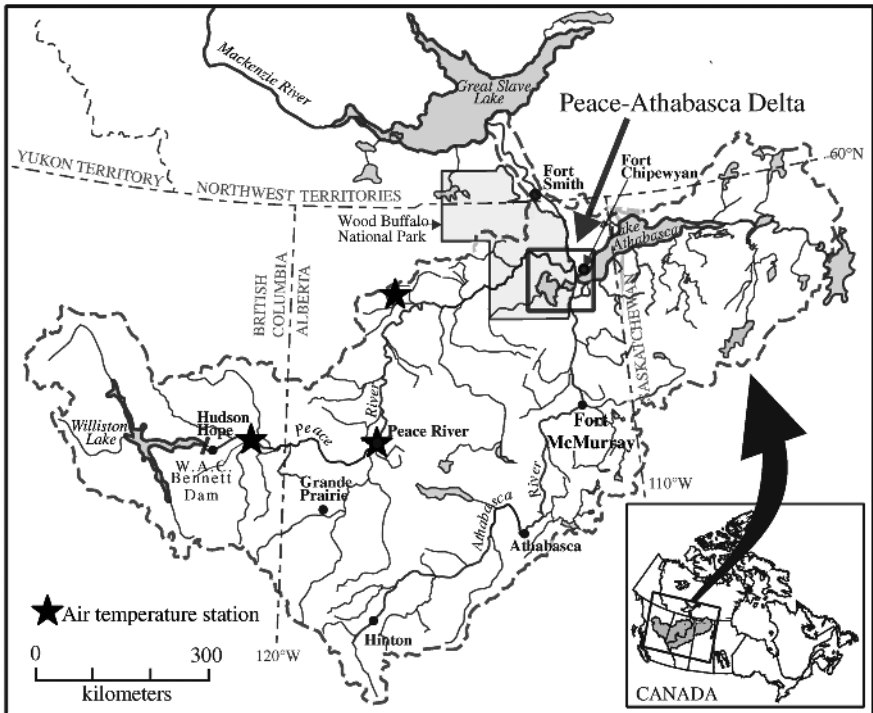 Mackenzie River
Great Slave
Lake
Peace-Athabasca Delta
60°N
YUKON TERRITORY
NORTHWEST TERRITORIES
Fort
Smith
Fort
Chipewyan
Wood Buffalo
National Park
Lake
Athabasca
BRITISH
COLUMBIA
ALBERTA
SASKATCHEWAN
Williston
Lake
Hudson
Hope
W.A.C.
Bennett
Dam
Peace
River
Peace River
Grande
Prairie
Fort
McMurray
Athabasca
River
Athabasca
110°W
Hinton
120°W
Air temperature station
0 300
kilometers
CANADA